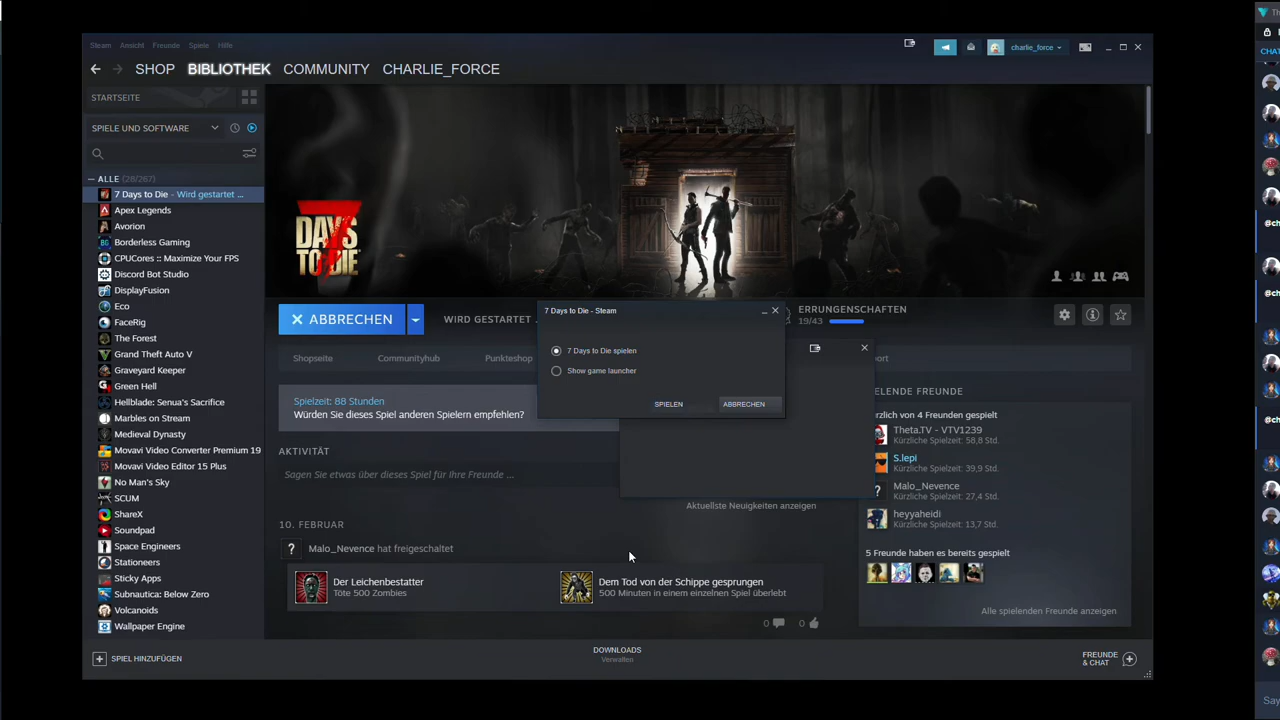 Steam Ansicht Freunde Spiele Hilfe
charlie_force
SHOP BIBLIOTHEK COMMUNITY CHARLIE_FORCE
STARTSEITE
SPIELE UND SOFTWARE
ALLE (28/267)
7 Days to Die - Wird gestartet ...
Apex Legends
Avorion
Borderless Gaming
CPUCores :: Maximize Your FPS
Discord Bot Studio
DisplayFusion
Eco
FaceRig
The Forest
Grand Theft Auto V
Graveyard Keeper
Green Hell
Hellblade: Senua's Sacrifice
Marbles on Stream
Medieval Dynasty
Movavi Video Converter Premium 19
Movavi Video Editor 15 Plus
No Man's Sky
SCUM
ShareX
Soundpad
Space Engineers
Stationeers
Sticky Apps
Subnautica: Below Zero
Volcanoids
Wallpaper Engine
SPIEL HINZUFÜGEN
7 DAYS TO DIE
ABBRECHEN
WIRD GESTARTET
ERRUNGENSCHAFTEN
19/43
Shopseite Communityhub Punkteshop
7 Days to Die - Steam
7 Days to Die spielen
Show game launcher
SPIELEN ABBRECHEN
Spielzeit: 88 Stunden
Würden Sie dieses Spiel anderen Spielern empfehlen?
AKTIVITÄT
Sagen Sie etwas über dieses Spiel für Ihre Freunde ...
Aktuellste Neuigkeiten anzeigen
10. FEBRUAR
Malo_Nevence hat freigeschaltet
Der Leichenbestatter
Töte 500 Zombies
Dem Tod von der Schippe gesprungen
500 Minuten in einem einzelnen Spiel überlebt
0 0
Theta.TV - VTV1239
Kürzliche Spielzeit: 58,8 Std.
S.lepi
Kürzliche Spielzeit: 39,9 Std.
Malo_Nevence
Kürzliche Spielzeit: 27,4 Std.
heyyaheidi
Kürzliche Spielzeit: 13,7 Std.
5 Freunde haben es bereits gespielt
Alle spielenden Freunde anzeigen
DOWNLOADS
Verwalten
FREUNDE
& CHAT
Th
CHAT
@ch
@ch
@ch
Say